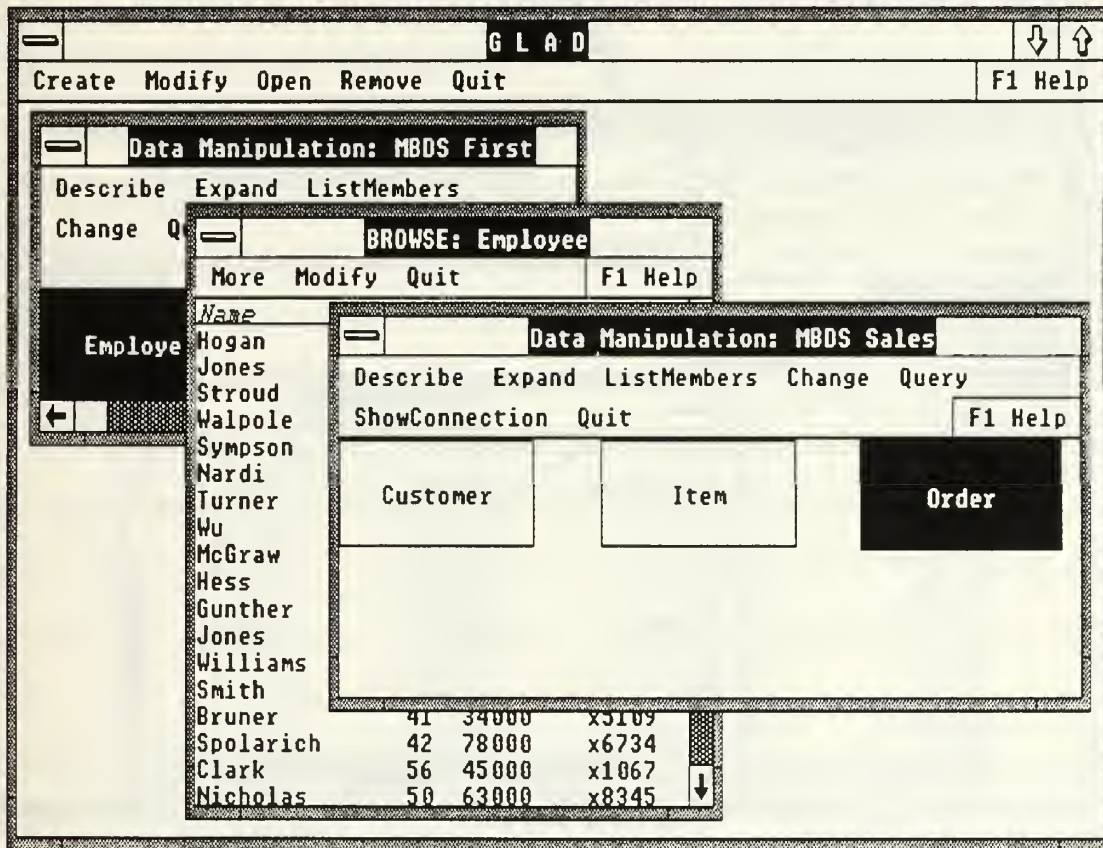 G L A D
Create Modify Open Remove Quit F1 Help
Data Manipulation: MBDS First
Describe Expand ListMembers
Change
BROWSE: Employee
More Modify Quit F1 Help
Name
Employe
Hogan
Jones
Stroud
Walpole
Sympson
Nardi
Turner
Wu
McGraw
Hess
Gunther
Jones
Williams
Smith
Bruner 41 34000 x5109
Spolarich 42 78000 x6734
Clark 56 45000 x1067
Nicholas 50 63000 x8345
Data Manipulation: MBDS Sales
Describe Expand ListMembers Change Query
ShowConnection Quit F1 Help
Customer Item Order